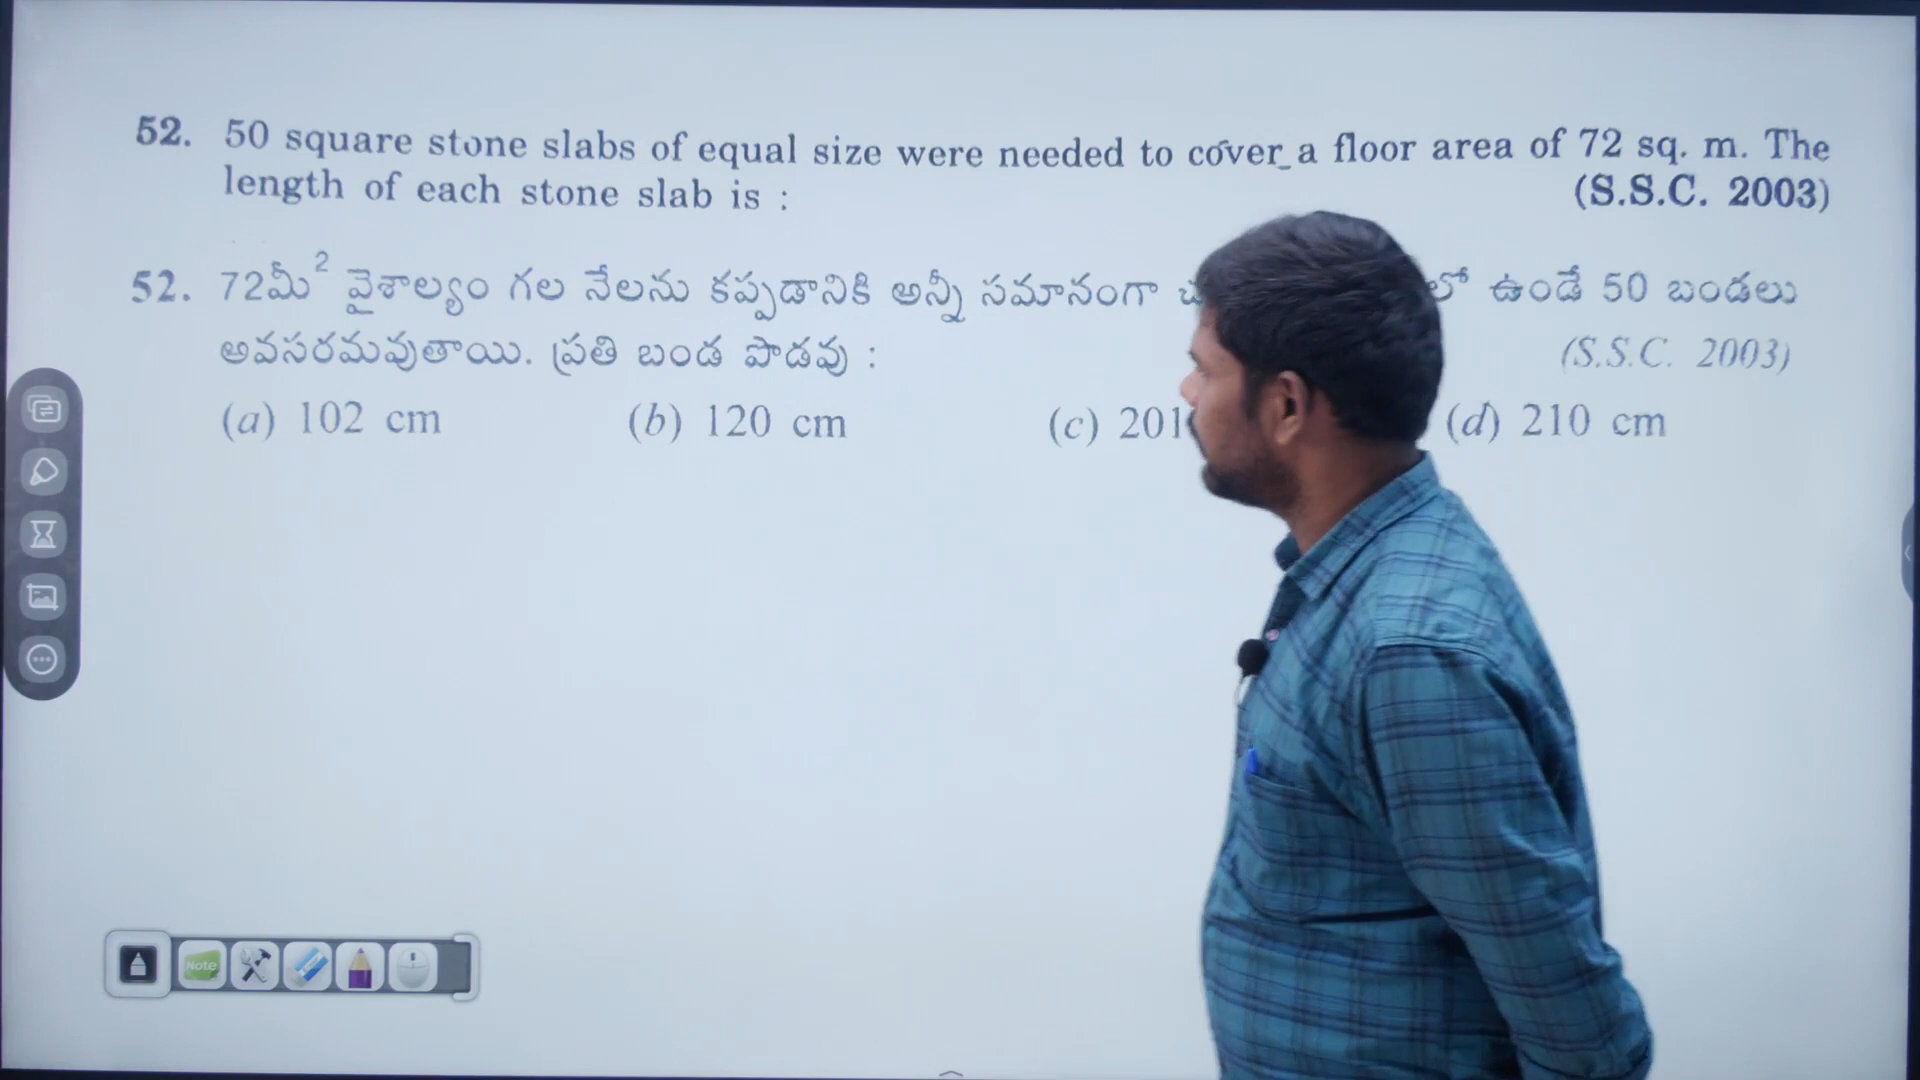 52. 50 square stone slabs of equal size were needed to cover a floor area of 72 sq. m. The
length of each stone slab is : (S.S.C. 2003)
52. 72మీ² వైశాల్యం గల నేలను కప్పడానికి అన్నీ సమానంగా ఉండే 50 బండలు
అవసరమవుతాయి. ప్రతి బండ పొడవు : (S.S.C. 2003)
(a) 102 cm (b) 120 cm (c) 201 (d) 210 cm
Note